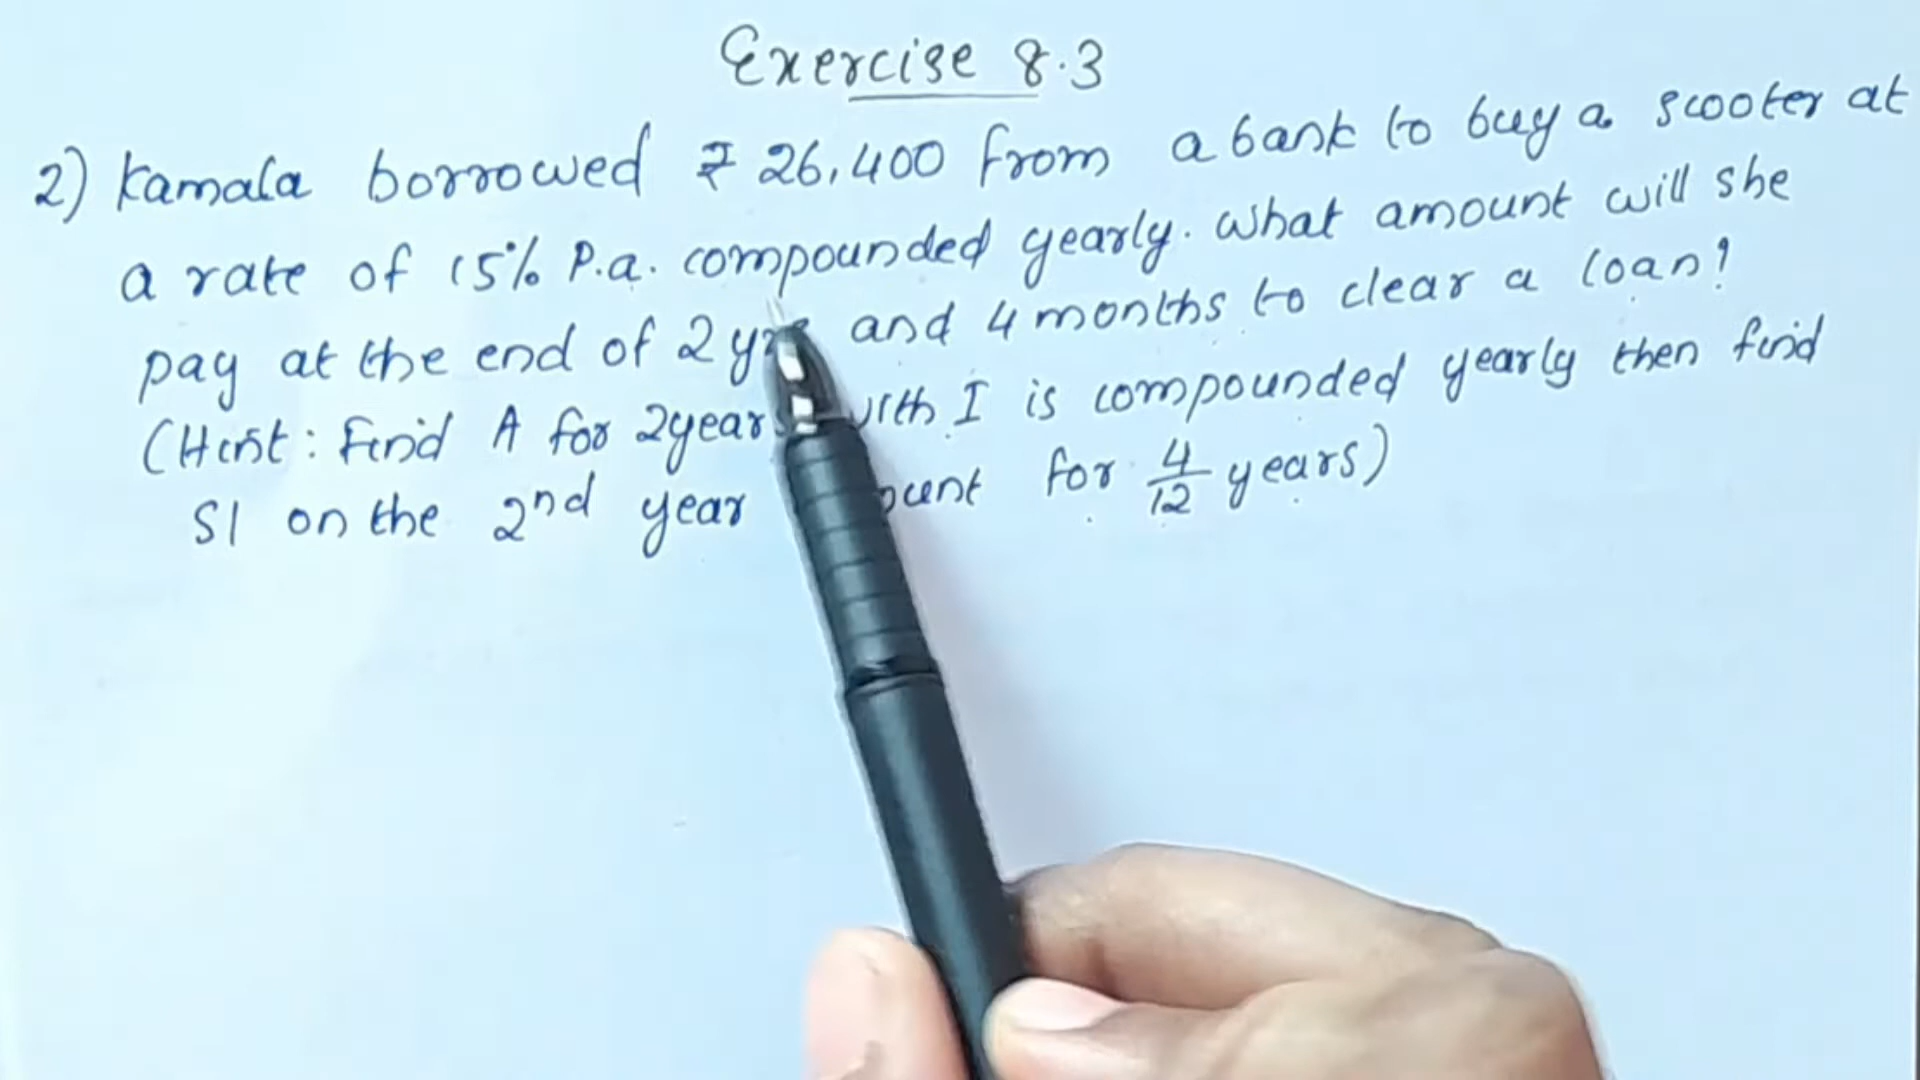 Exercise 8.3
2) Kamala borrowed ₹ 26,400 from a bank to buy a scooter at
a rate of 15% P.a. compounded yearly. What amount will she
pay at the end of 2 and 4 months to clear a loan?
(Hint: Find A for 2 I is compounded yearly then find
SI on the 2nd year for 4/12 years)